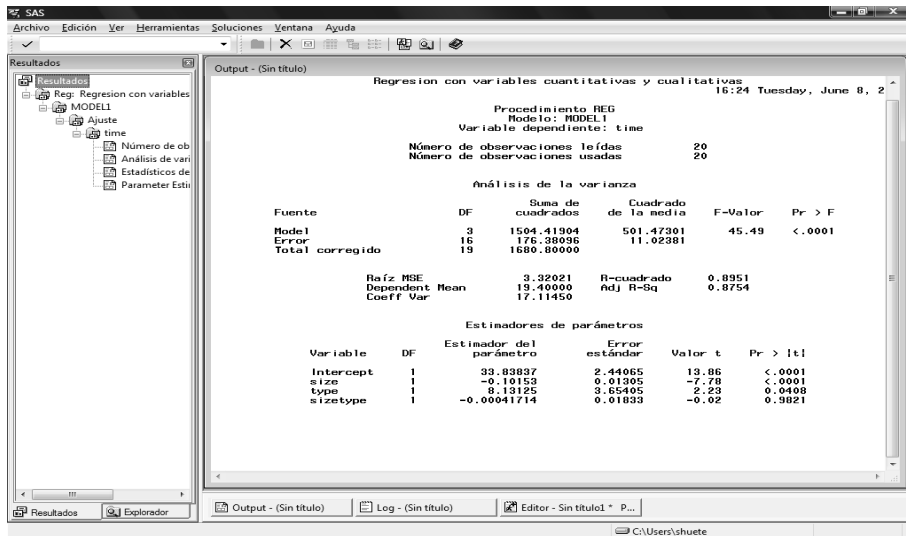 SAS
Archivo Edición Ver Herramientas Soluciones Ventana Ayuda
Resultados
Resultados
Reg: Regresion con variables
MODEL1
Ajuste
time
Número de ob
Análisis de vari
Estadísticos de
Parameter Esti
Resultados Explorador
Output - (Sin título)
Regresion con variables cuantitativas y cualitativas
16:24 Tuesday, June 8, 2
Procedimiento REG
Modelo: MODEL1
Variable dependiente: time
Número de observaciones leídas 20
Número de observaciones usadas 20
Análisis de la varianza
Suma de Cuadrado
Fuente DF cuadrados de la media F-Valor Pr > F
Model 3 1504.41904 501.47301 45.49 <.0001
Error 16 176.38096 11.02381
Total corregido 19 1680.80000
Raíz MSE 3.32021 R-cuadrado 0.8951
Dependent Mean 19.40000 Adj R-Sq 0.8754
Coeff Var 17.11450
Estimadores de parámetros
Estimador del Error
Variable DF parámetro estándar Valor t Pr > |t|
Intercept 1 33.83837 2.44065 13.86 <.0001
size 1 -0.10153 0.01305 -7.78 <.0001
type 1 8.13125 3.65405 2.23 0.0408
sizetype 1 -0.00041714 0.01833 -0.02 0.9821
Output - (Sin título) Log - (Sin título) Editor - Sin título1 * P...
C:\Users\shuete